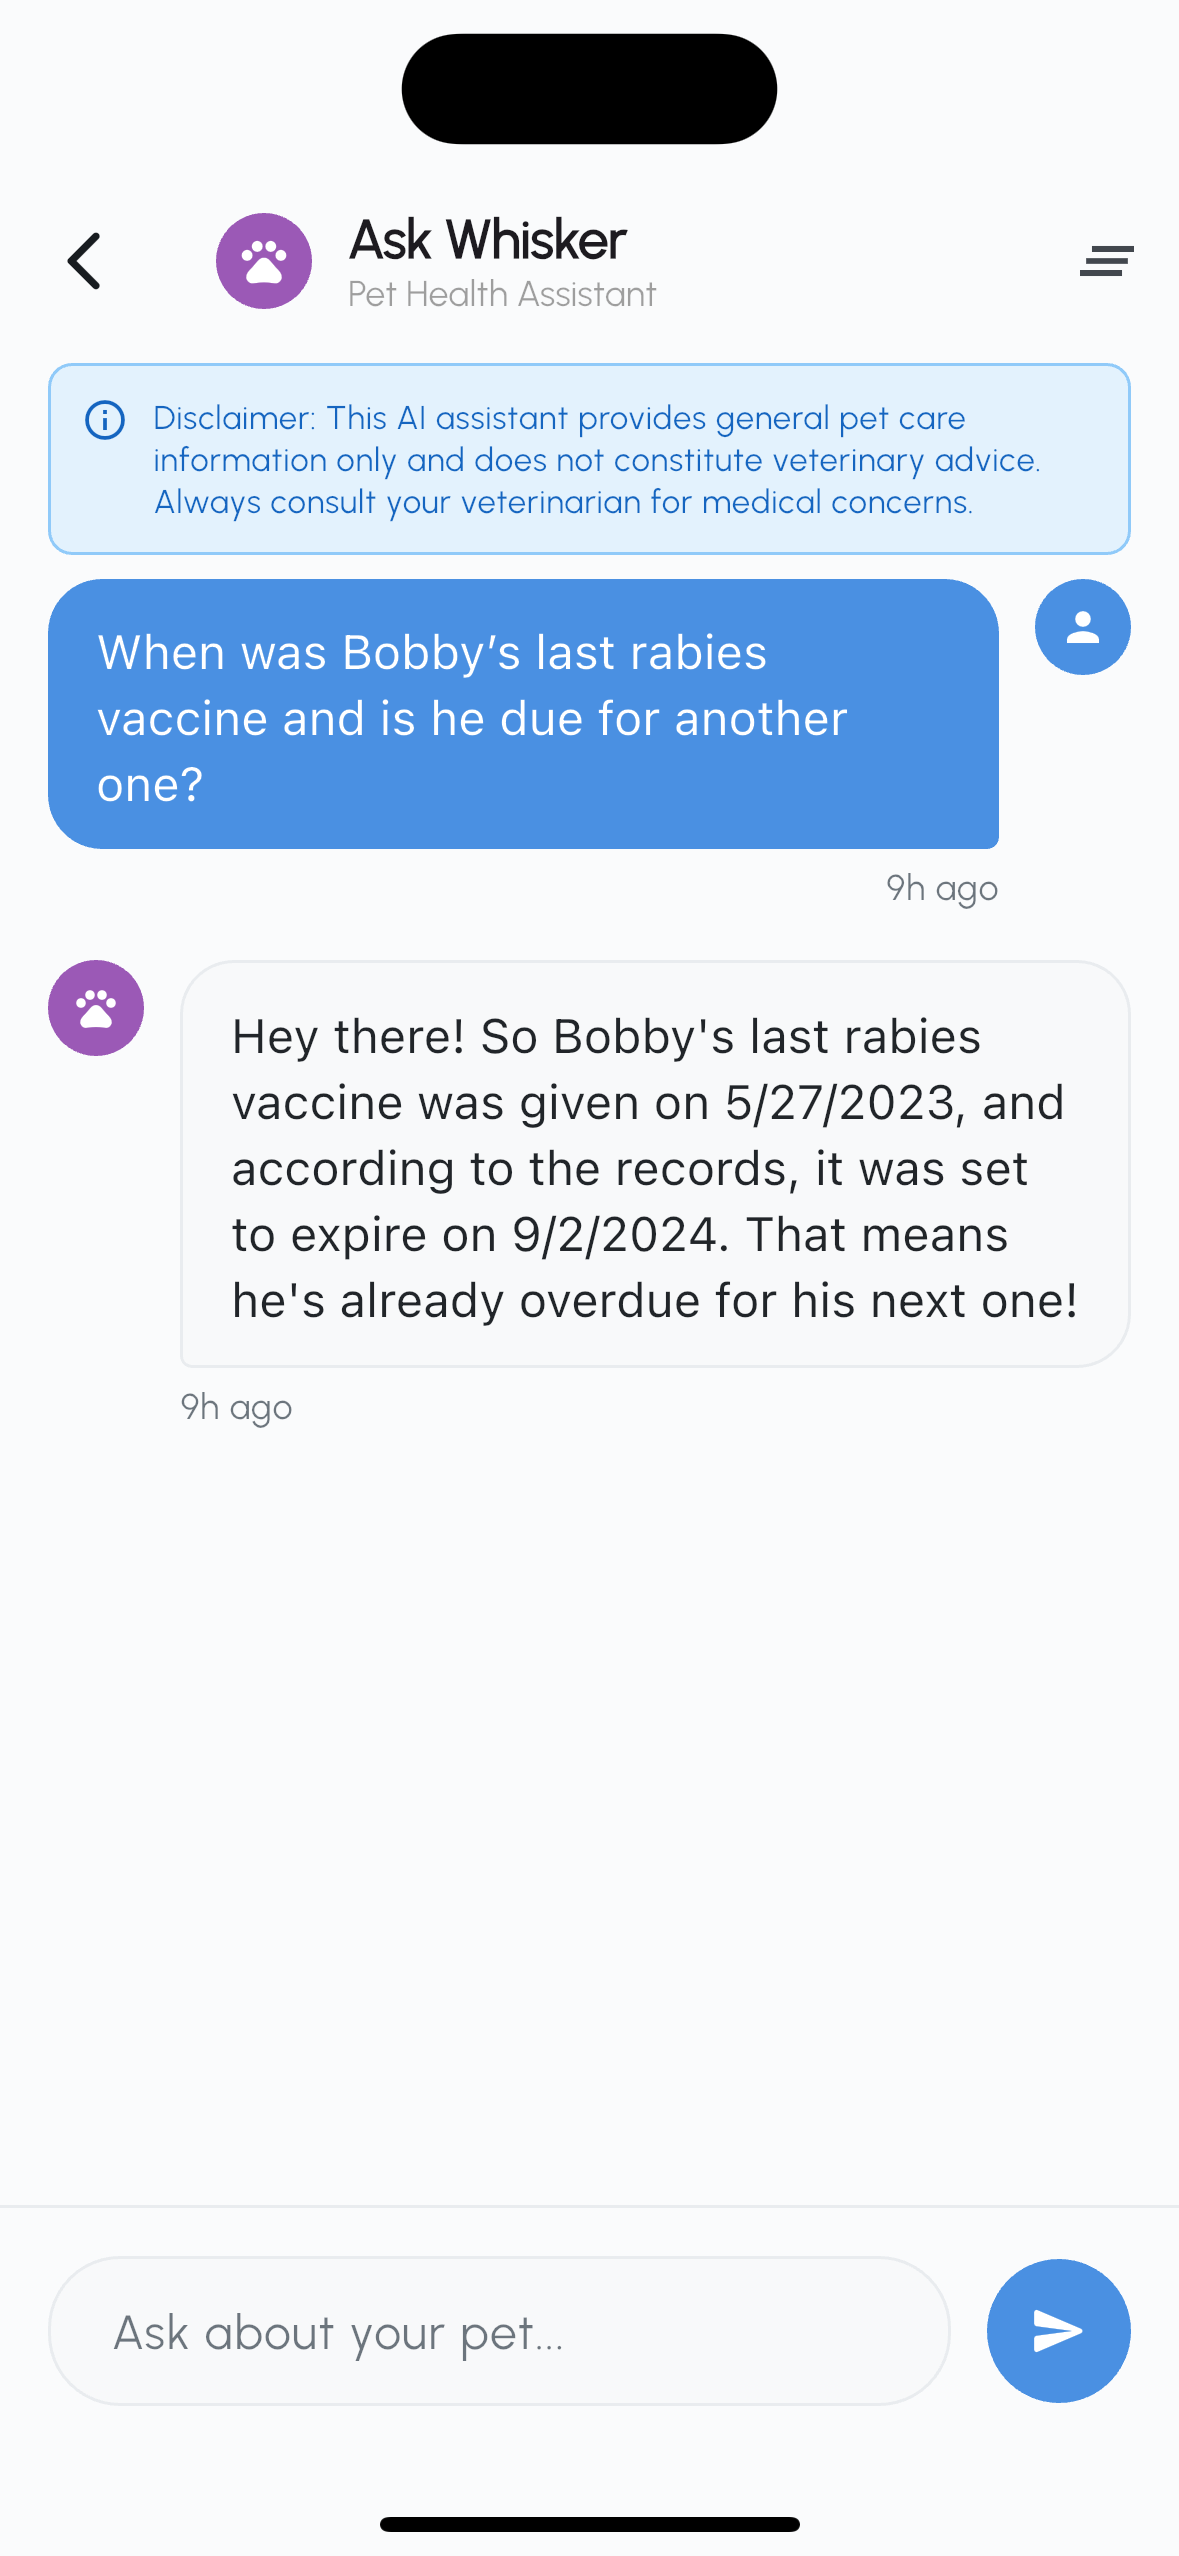 Ask Whisker
Pet Health Assistant
Disclaimer: This AI assistant provides general pet care
information only and does not constitute veterinary advice.
Always consult your veterinarian for medical concerns.
When was Bobby’s last rabies
vaccine and is he due for another
one?
9h ago
Hey there! So Bobby's last rabies
vaccine was given on 5/27/2023, and
according to the records, it was set
to expire on 9/2/2024. That means
he's already overdue for his next one!
9h ago
Ask about your pet...